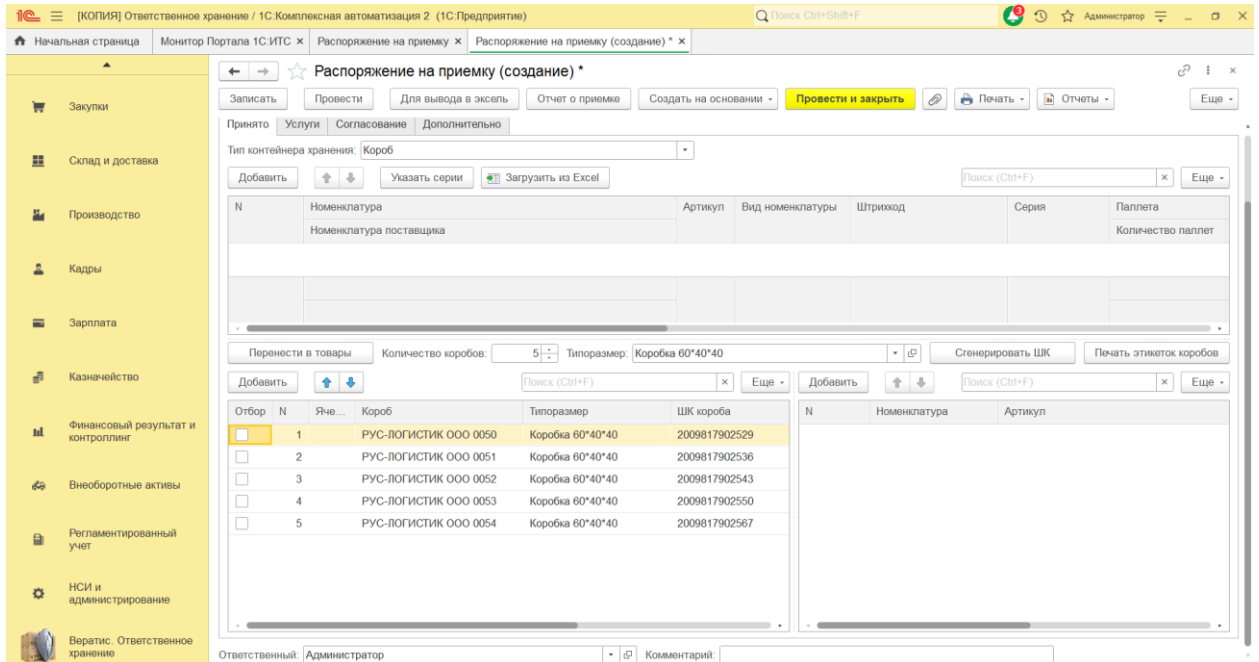 1С [КОПИЯ] Ответственное хранение / 1С:Комплексная автоматизация 2 (1С:Предприятие) Поиск Ctrl+Shift+F 3 Администратор
Начальная страница Монитор Портала 1С:ИТС × Распоряжение на приемку × Распоряжение на приемку (создание) * ×
Распоряжение на приемку (создание) *
Записать Провести Для вывода в эксель Отчет о приемке Создать на основании Провести и закрыть Печать Отчеты Еще
Принято Услуги Согласование Дополнительно
Тип контейнера хранения: Короб
Добавить Указать серии Загрузить из Excel Поиск (Ctrl+F) × Еще
N Номенклатура Артикул Вид номенклатуры Штрихкод Серия Паллета
Номенклатура поставщика Количество паллет
Перенести в товары Количество коробов: 5 Типоразмер: Коробка 60*40*40 Сгенерировать ШК Печать этикеток коробов
Добавить Поиск (Ctrl+F) × Еще Добавить Поиск (Ctrl+F) × Еще
Отбор N Яче... Короб Типоразмер ШК короба N Номенклатура Артикул
1 РУС-ЛОГИСТИК ООО 0050 Коробка 60*40*40 2009817902529
2 РУС-ЛОГИСТИК ООО 0051 Коробка 60*40*40 2009817902536
3 РУС-ЛОГИСТИК ООО 0052 Коробка 60*40*40 2009817902543
4 РУС-ЛОГИСТИК ООО 0053 Коробка 60*40*40 2009817902550
5 РУС-ЛОГИСТИК ООО 0054 Коробка 60*40*40 2009817902567
Ответственный: Администратор Комментарий:
Закупки
Склад и доставка
Производство
Кадры
Зарплата
Казначейство
Финансовый результат и
контроллинг
Внеоборотные активы
Регламентированный
учет
НСИ и
администрирование
Вератис. Ответственное
хранение